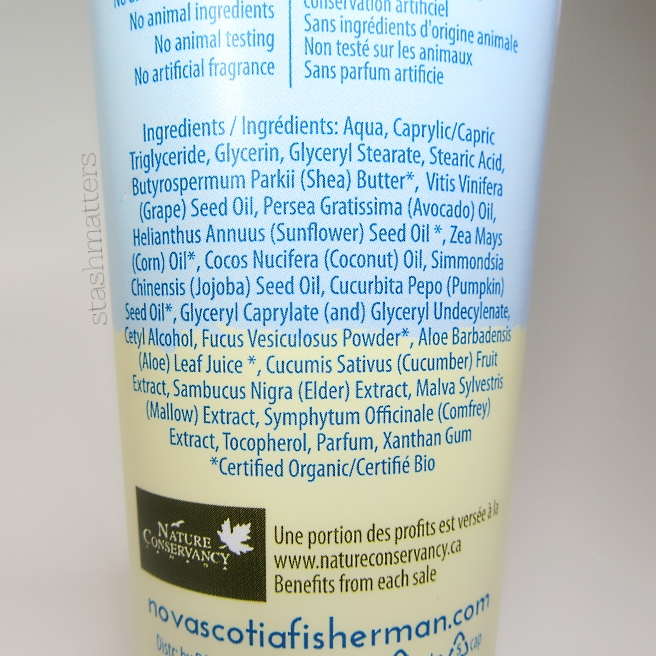 No animal ingredients
No animal testing
No artificial fragrance
conservation artificiel
Sans ingrédients d'origine animale
Non testé sur les animaux
Sans parfum artificie
Ingredients / Ingrédients: Aqua, Caprylic/Capric
Triglyceride, Glycerin, Glyceryl Stearate, Stearic Acid,
Butyrospermum Parkii (Shea) Butter*, Vitis Vinifera
(Grape) Seed Oil, Persea Gratissima (Avocado) Oil,
Helianthus Annuus (Sunflower) Seed Oil *, Zea Mays
(Corn) Oil*, Cocos Nucifera (Coconut) Oil, Simmondsia
Chinensis (Jojoba) Seed Oil, Cucurbita Pepo (Pumpkin)
Seed Oil*, Glyceryl Caprylate (and) Glyceryl Undecylenate,
Cetyl Alcohol, Fucus Vesiculosus Powder*, Aloe Barbadensis
(Aloe) Leaf Juice *, Cucumis Sativus (Cucumber) Fruit
Extract, Sambucus Nigra (Elder) Extract, Malva Sylvestris
(Mallow) Extract, Symphytum Officinale (Comfrey)
Extract, Tocopherol, Parfum, Xanthan Gum
*Certified Organic/Certifié Bio
NATURE
CONSERVANCY
CANADA
Une portion des profits est versée à la
www.natureconservancy.ca
Benefits from each sale
novascotiafisherman.com
Distr: by
5 cap
stashmatters